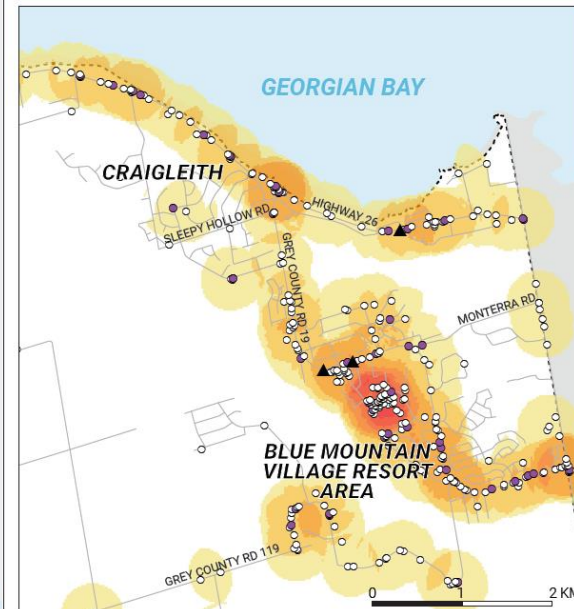 GEORGIAN BAY
CRAIGLEITH
HIGHWAY 26
SLEEPY HOLLOW RD
GREY COUNTY RD 19
MONTERRA RD
BLUE MOUNTAIN
VILLAGE RESORT
AREA
GREY COUNTY RD 119
0 1 2 KM